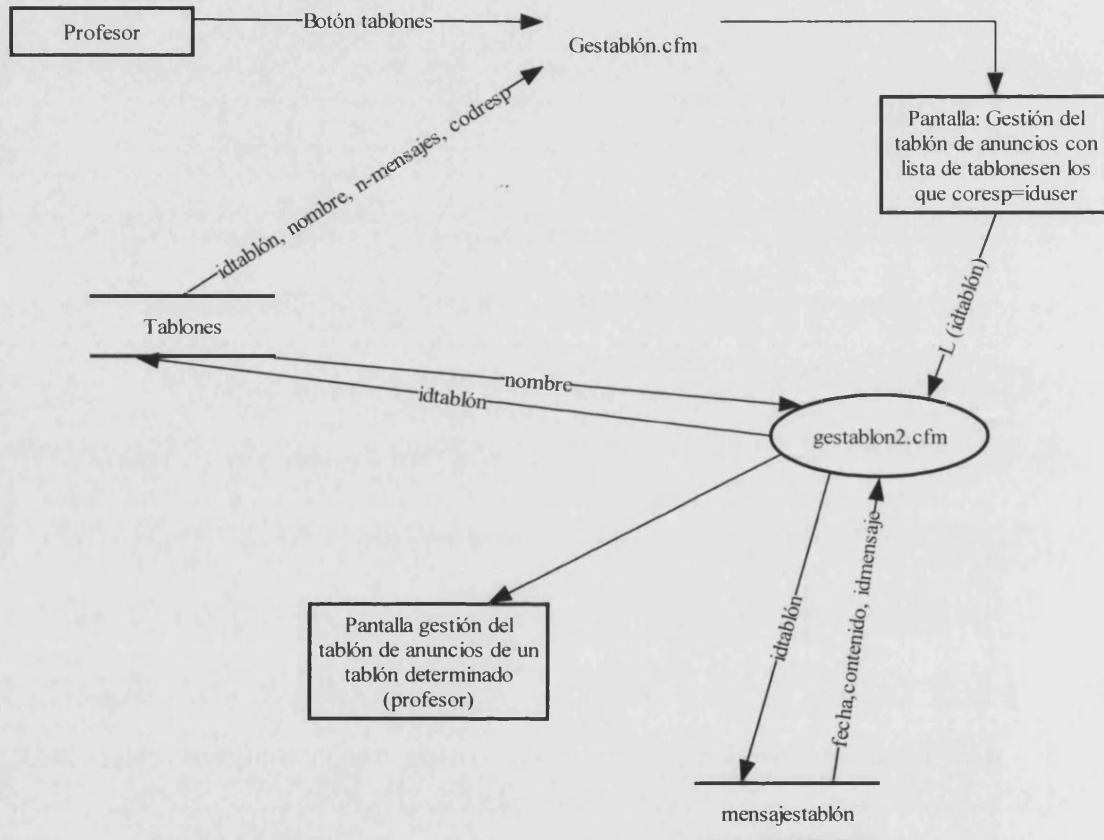 Profesor
Botón tablones
Gestablón.cfm
Pantalla: Gestión del
tablón de anuncios con
lista de tablonesen los
que coresp=iduser
idtablón, nombre, n-mensajes, codresp
L (idtablón)
Tablones
nombre
idtablón
gestablon2.cfm
Pantalla gestión del
tablón de anuncios de un
tablón determinado
(profesor)
idtablón
fecha,contenido, idmensaje
mensajestablón